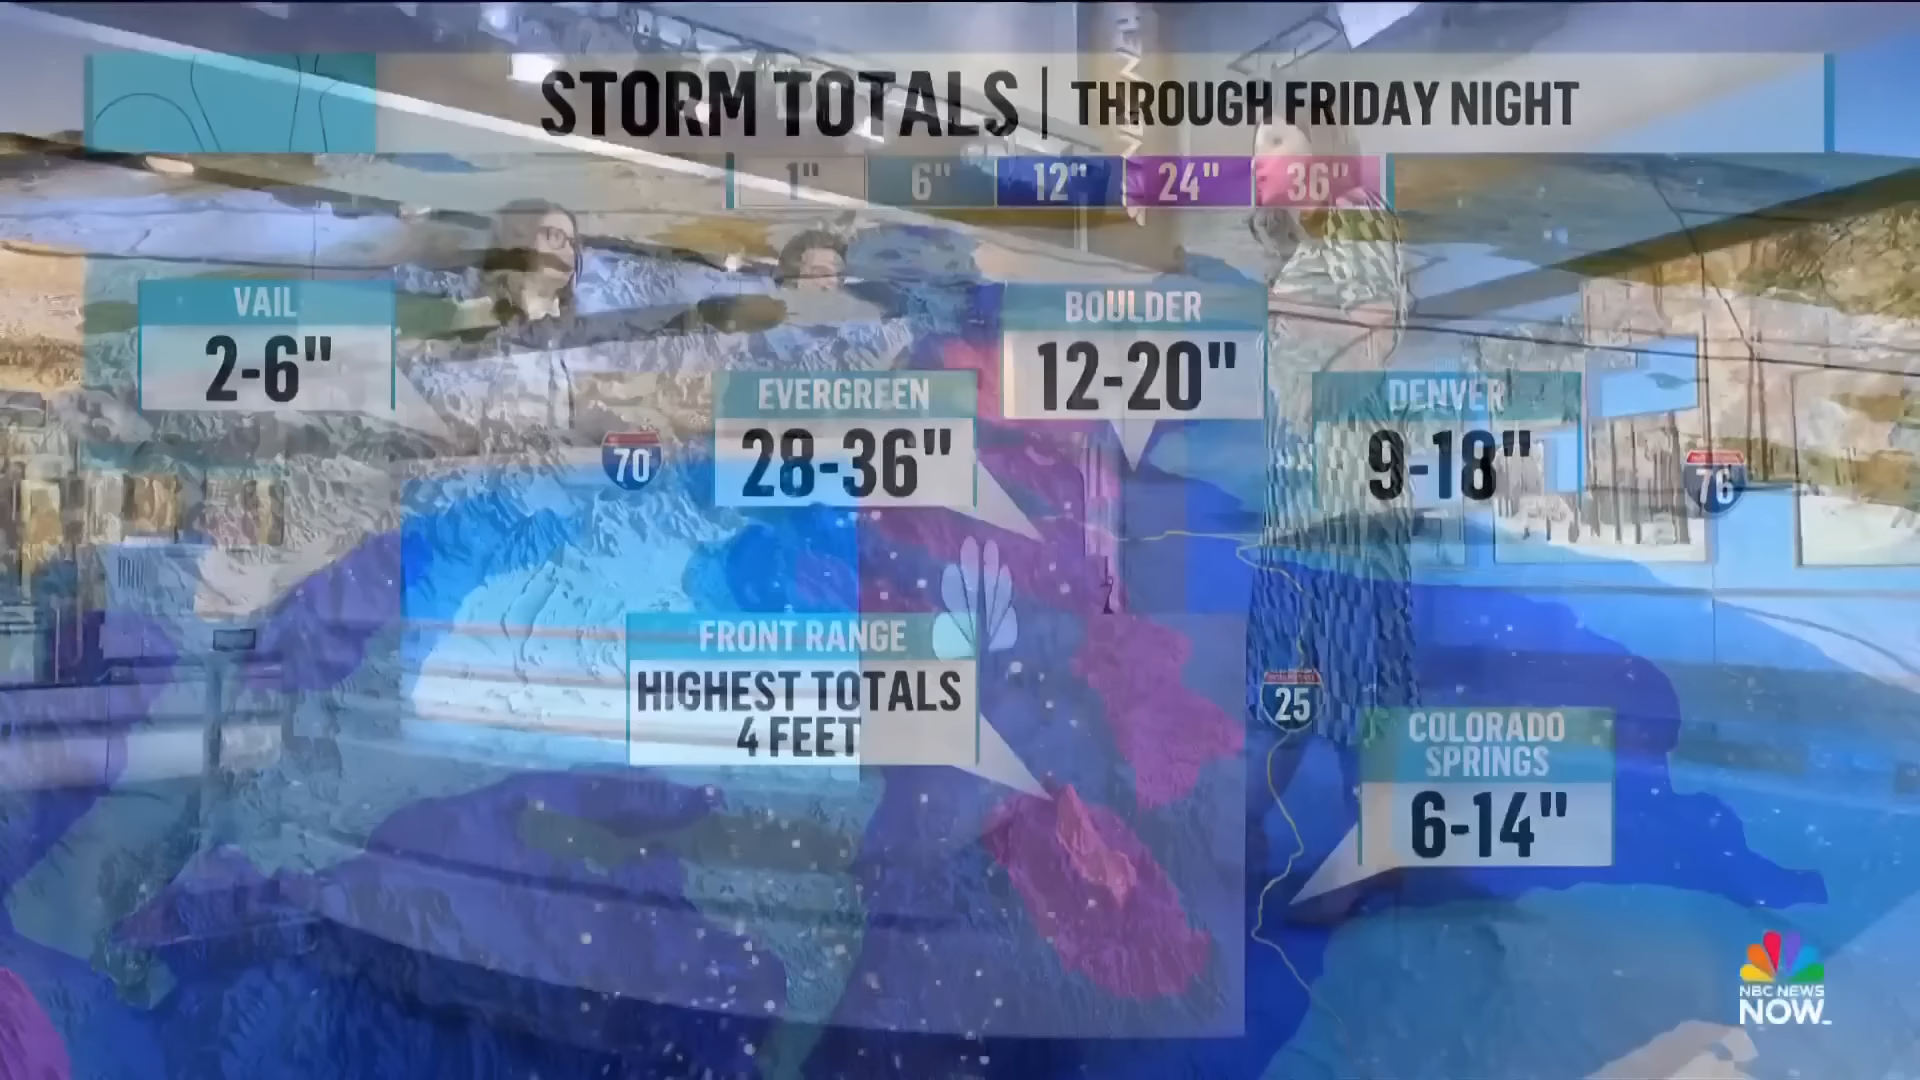 STORM TOTALS | THROUGH FRIDAY NIGHT
1" 6" 12" 24" 36"
VAIL
2-6"
BOULDER
12-20"
EVERGREEN
28-36"
DENVER
9-18"
70
76
FRONT RANGE
HIGHEST TOTALS
4 FEET
25
COLORADO
SPRINGS
6-14"
NBC NEWS
NOW